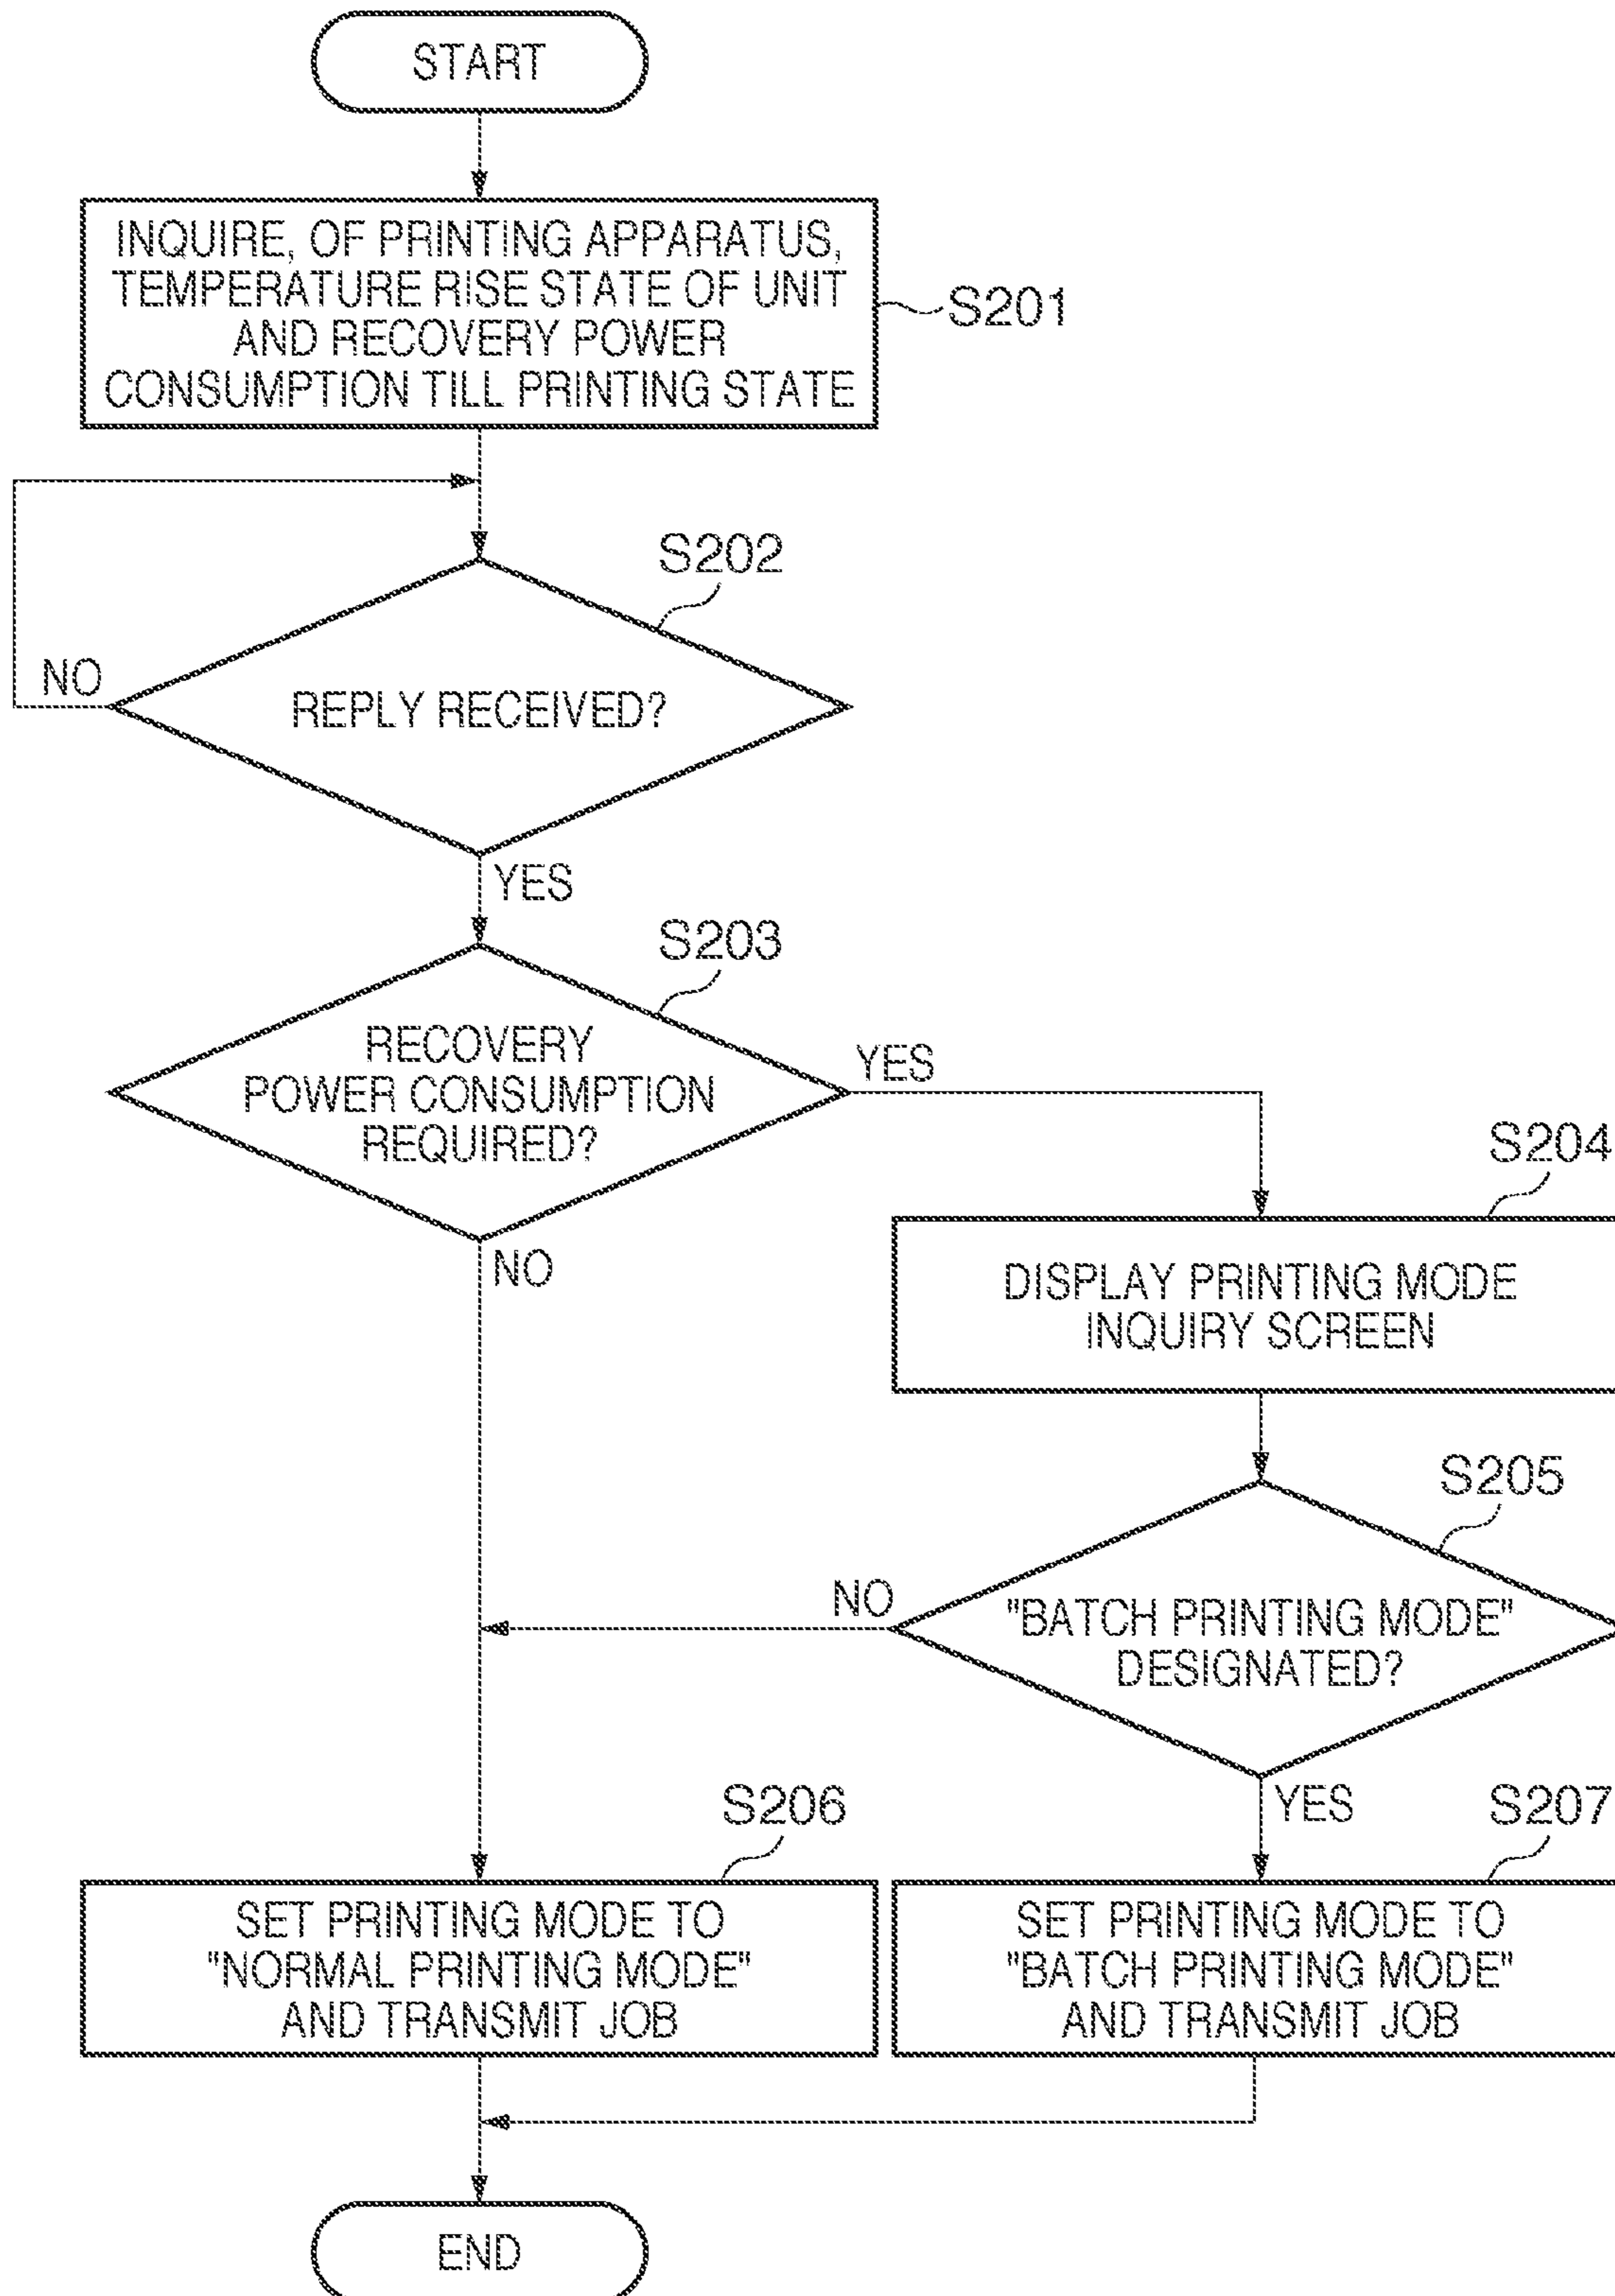 START
INQUIRE, OF PRINTING APPARATUS,
TEMPERATURE RISE STATE OF UNIT
AND RECOVERY POWER
CONSUMPTION TILL PRINTING STATE
S201
S202
NO
REPLY RECEIVED?
YES
S203
RECOVERY
POWER CONSUMPTION
REQUIRED?
YES
NO
S204
DISPLAY PRINTING MODE
INQUIRY SCREEN
S205
NO
"BATCH PRINTING MODE"
DESIGNATED?
YES
S206
SET PRINTING MODE TO
"NORMAL PRINTING MODE"
AND TRANSMIT JOB
S207
SET PRINTING MODE TO
"BATCH PRINTING MODE"
AND TRANSMIT JOB
END